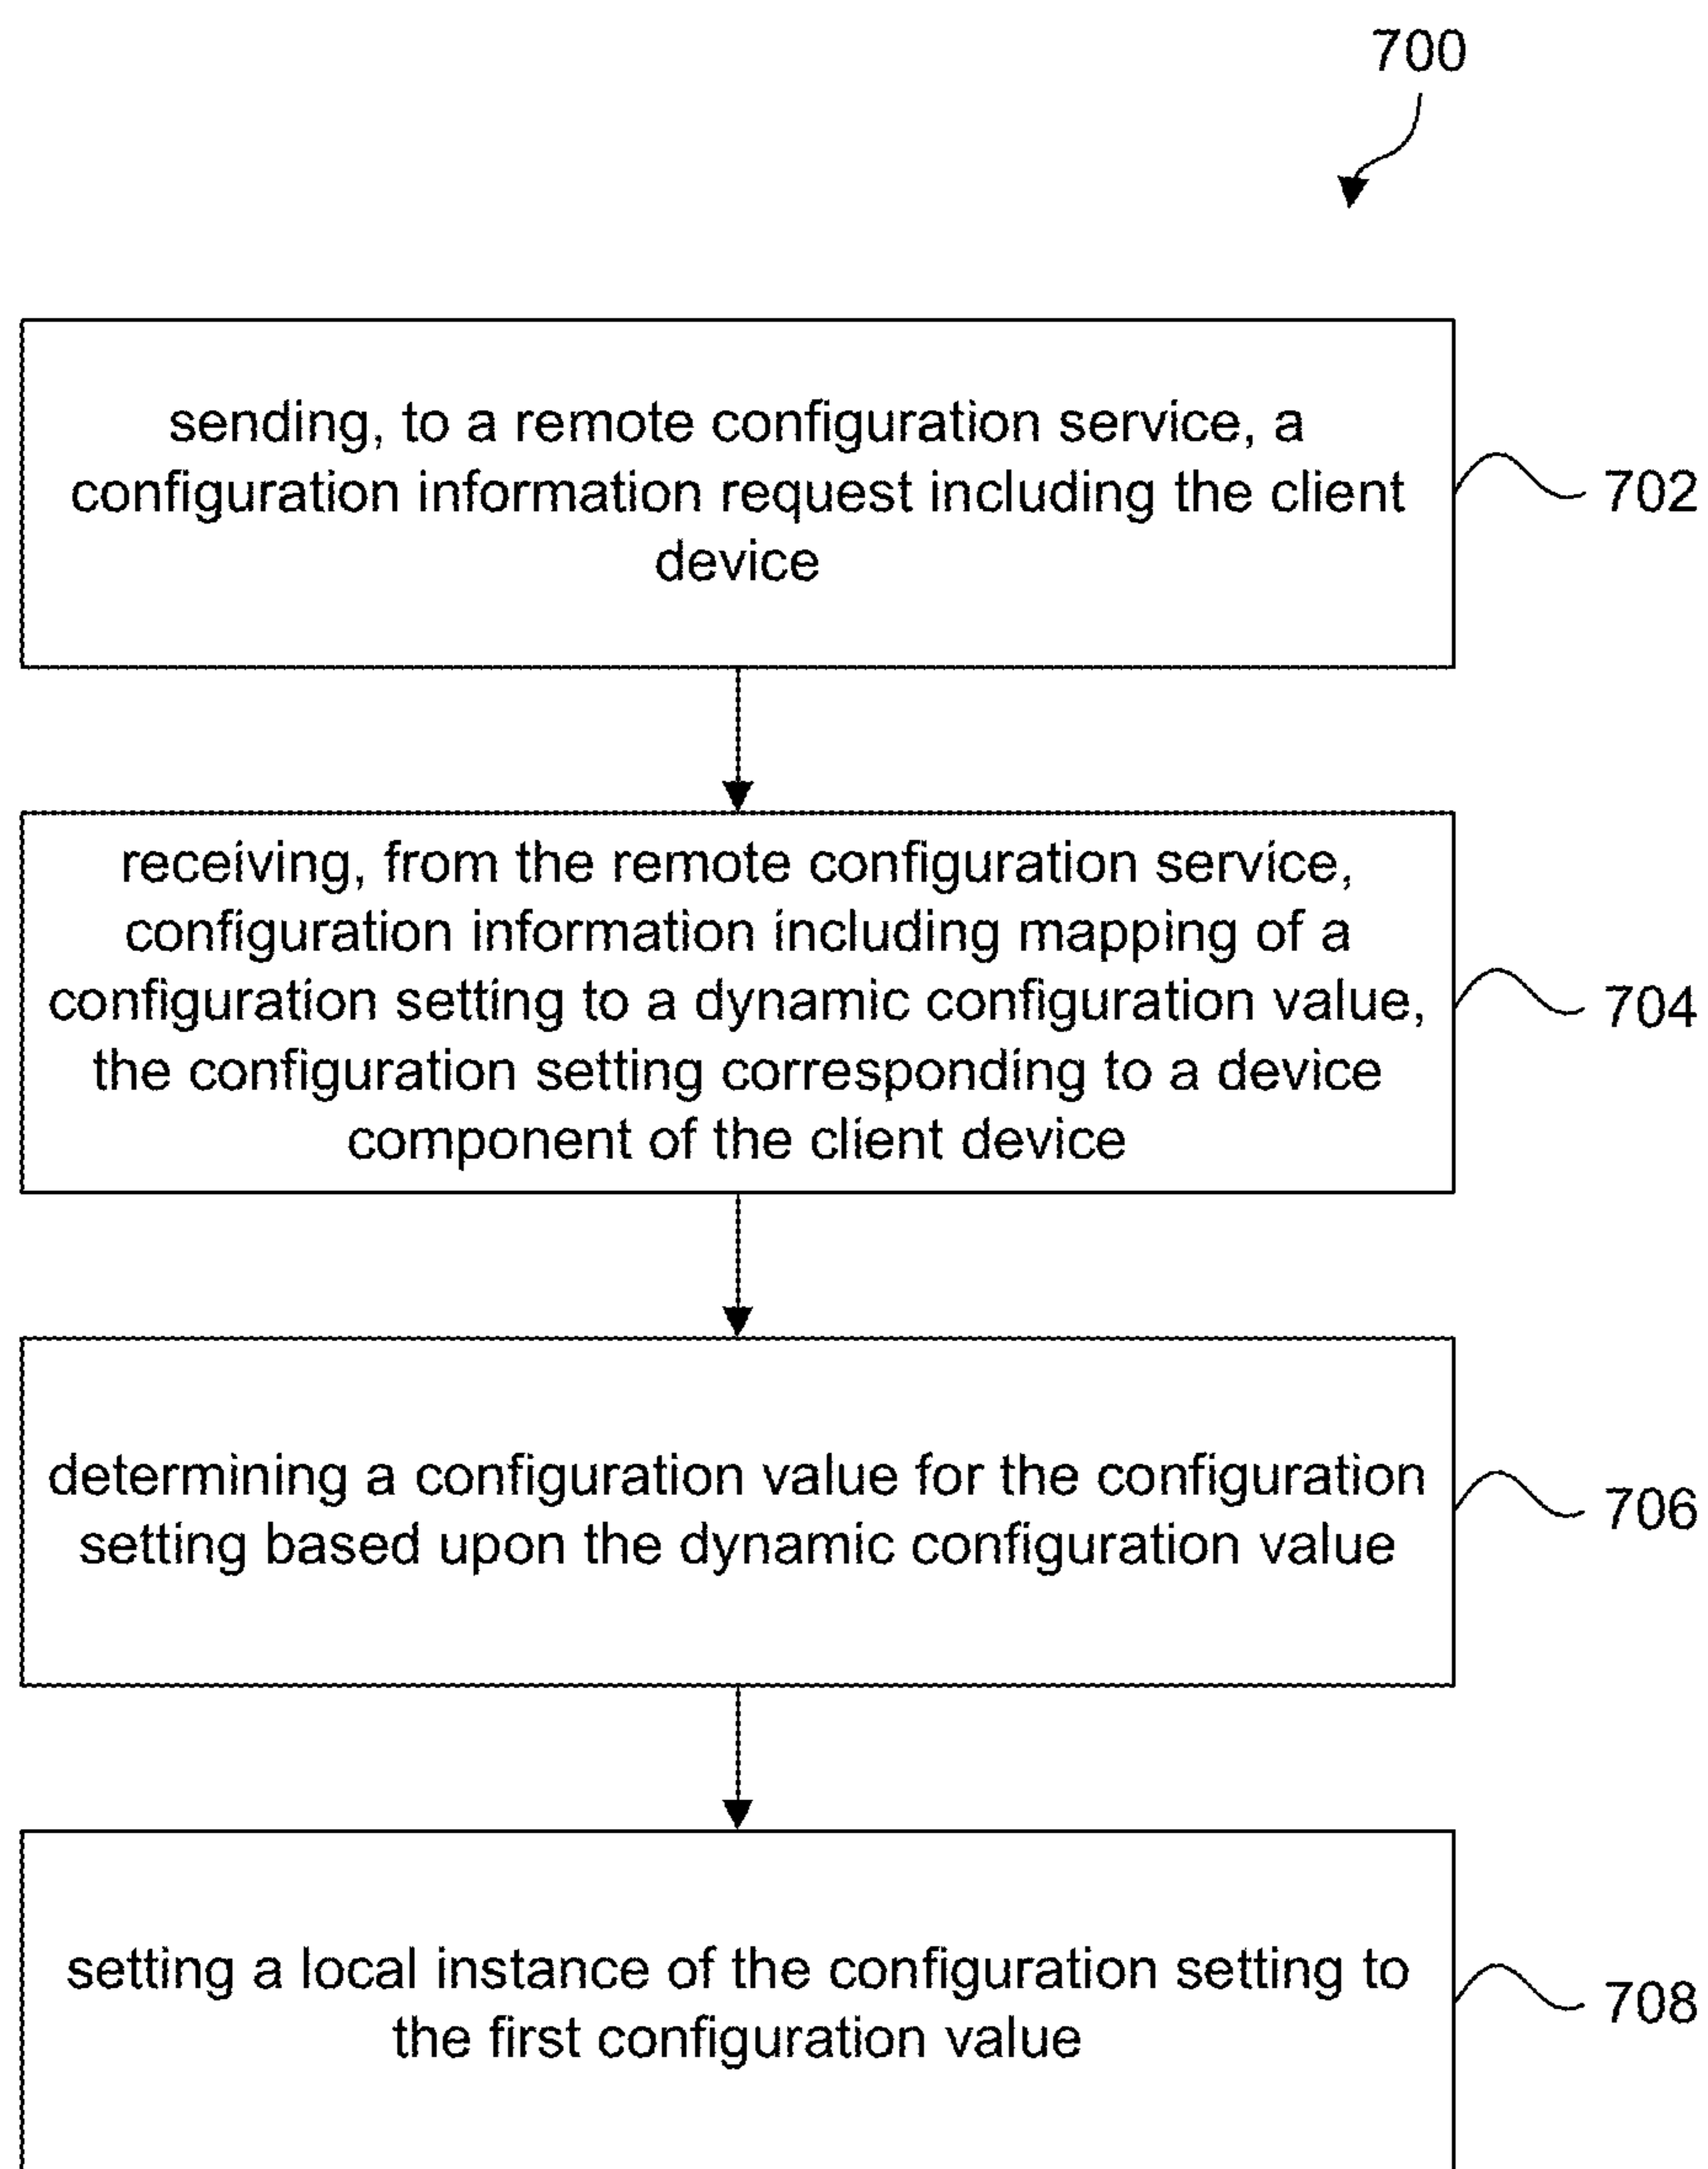 700
sending, to a remote configuration service, a
configuration information request including the client
device
702
receiving, from the remote configuration service,
configuration information including mapping of a
configuration setting to a dynamic configuration value,
the configuration setting corresponding to a device
component of the client device
704
determining a configuration value for the configuration
setting based upon the dynamic configuration value
706
setting a local instance of the configuration setting to
the first configuration value
708